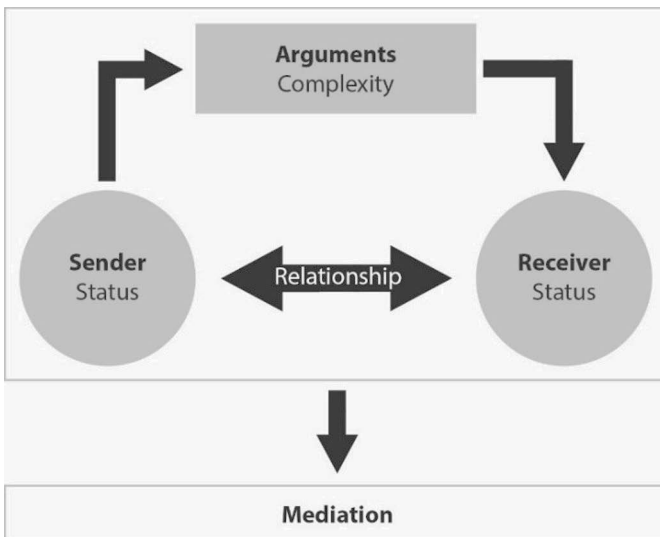 Arguments
Complexity
Sender
Status
Relationship
Receiver
Status
Mediation